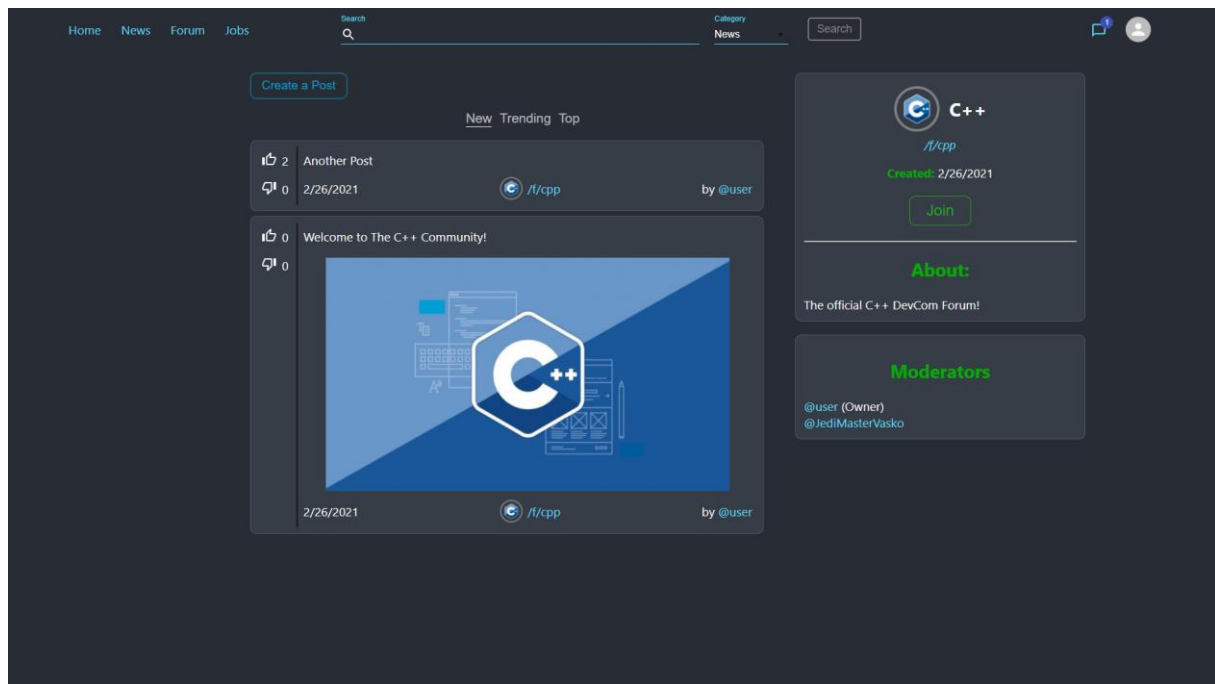 Home News Forum Jobs
Search
Category
News
Search
1
Create a Post
New Trending Top
2 Another Post
0 2/26/2021 /f/cpp by @user
0 Welcome to The C++ Community!
0
Aª
C++
2/26/2021 /f/cpp by @user
C++
/f/cpp
Created: 2/26/2021
Join
About:
The official C++ DevCom Forum!
Moderators
@user (Owner)
@JediMasterVasko